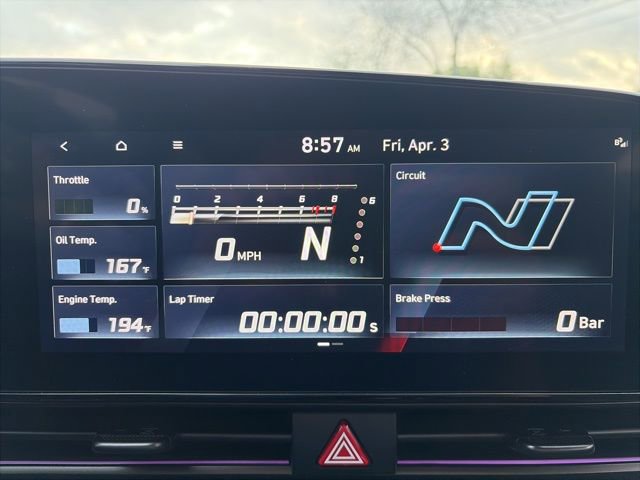 8:57 AM Fri, Apr. 3
Throttle
0 %
Oil Temp.
167 °F
Engine Temp.
194 °F
0 2 4 6 8
6
1
0 MPH N
Lap Timer
00:00:00 s
Circuit
N
Brake Press
0 Bar